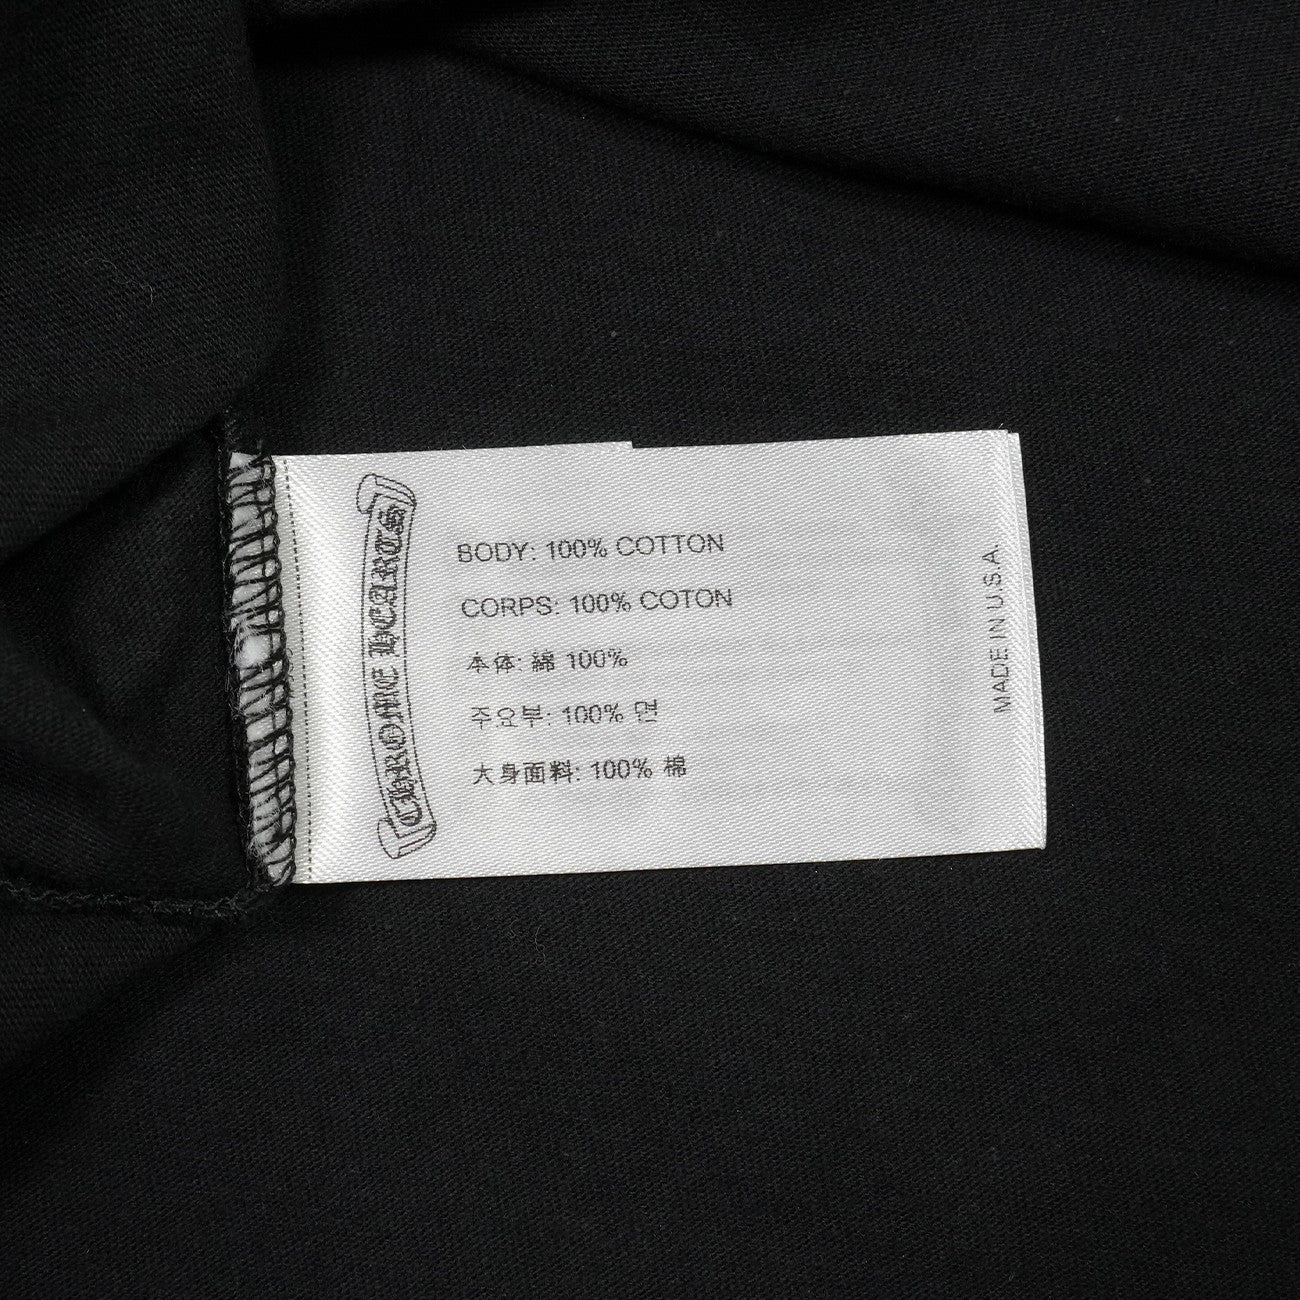 CHROME HEARTS
BODY: 100% COTTON
CORPS: 100% COTON
本体: 綿 100%
주요부: 100% 면
大身面料: 100% 棉
MADE IN U.S.A.